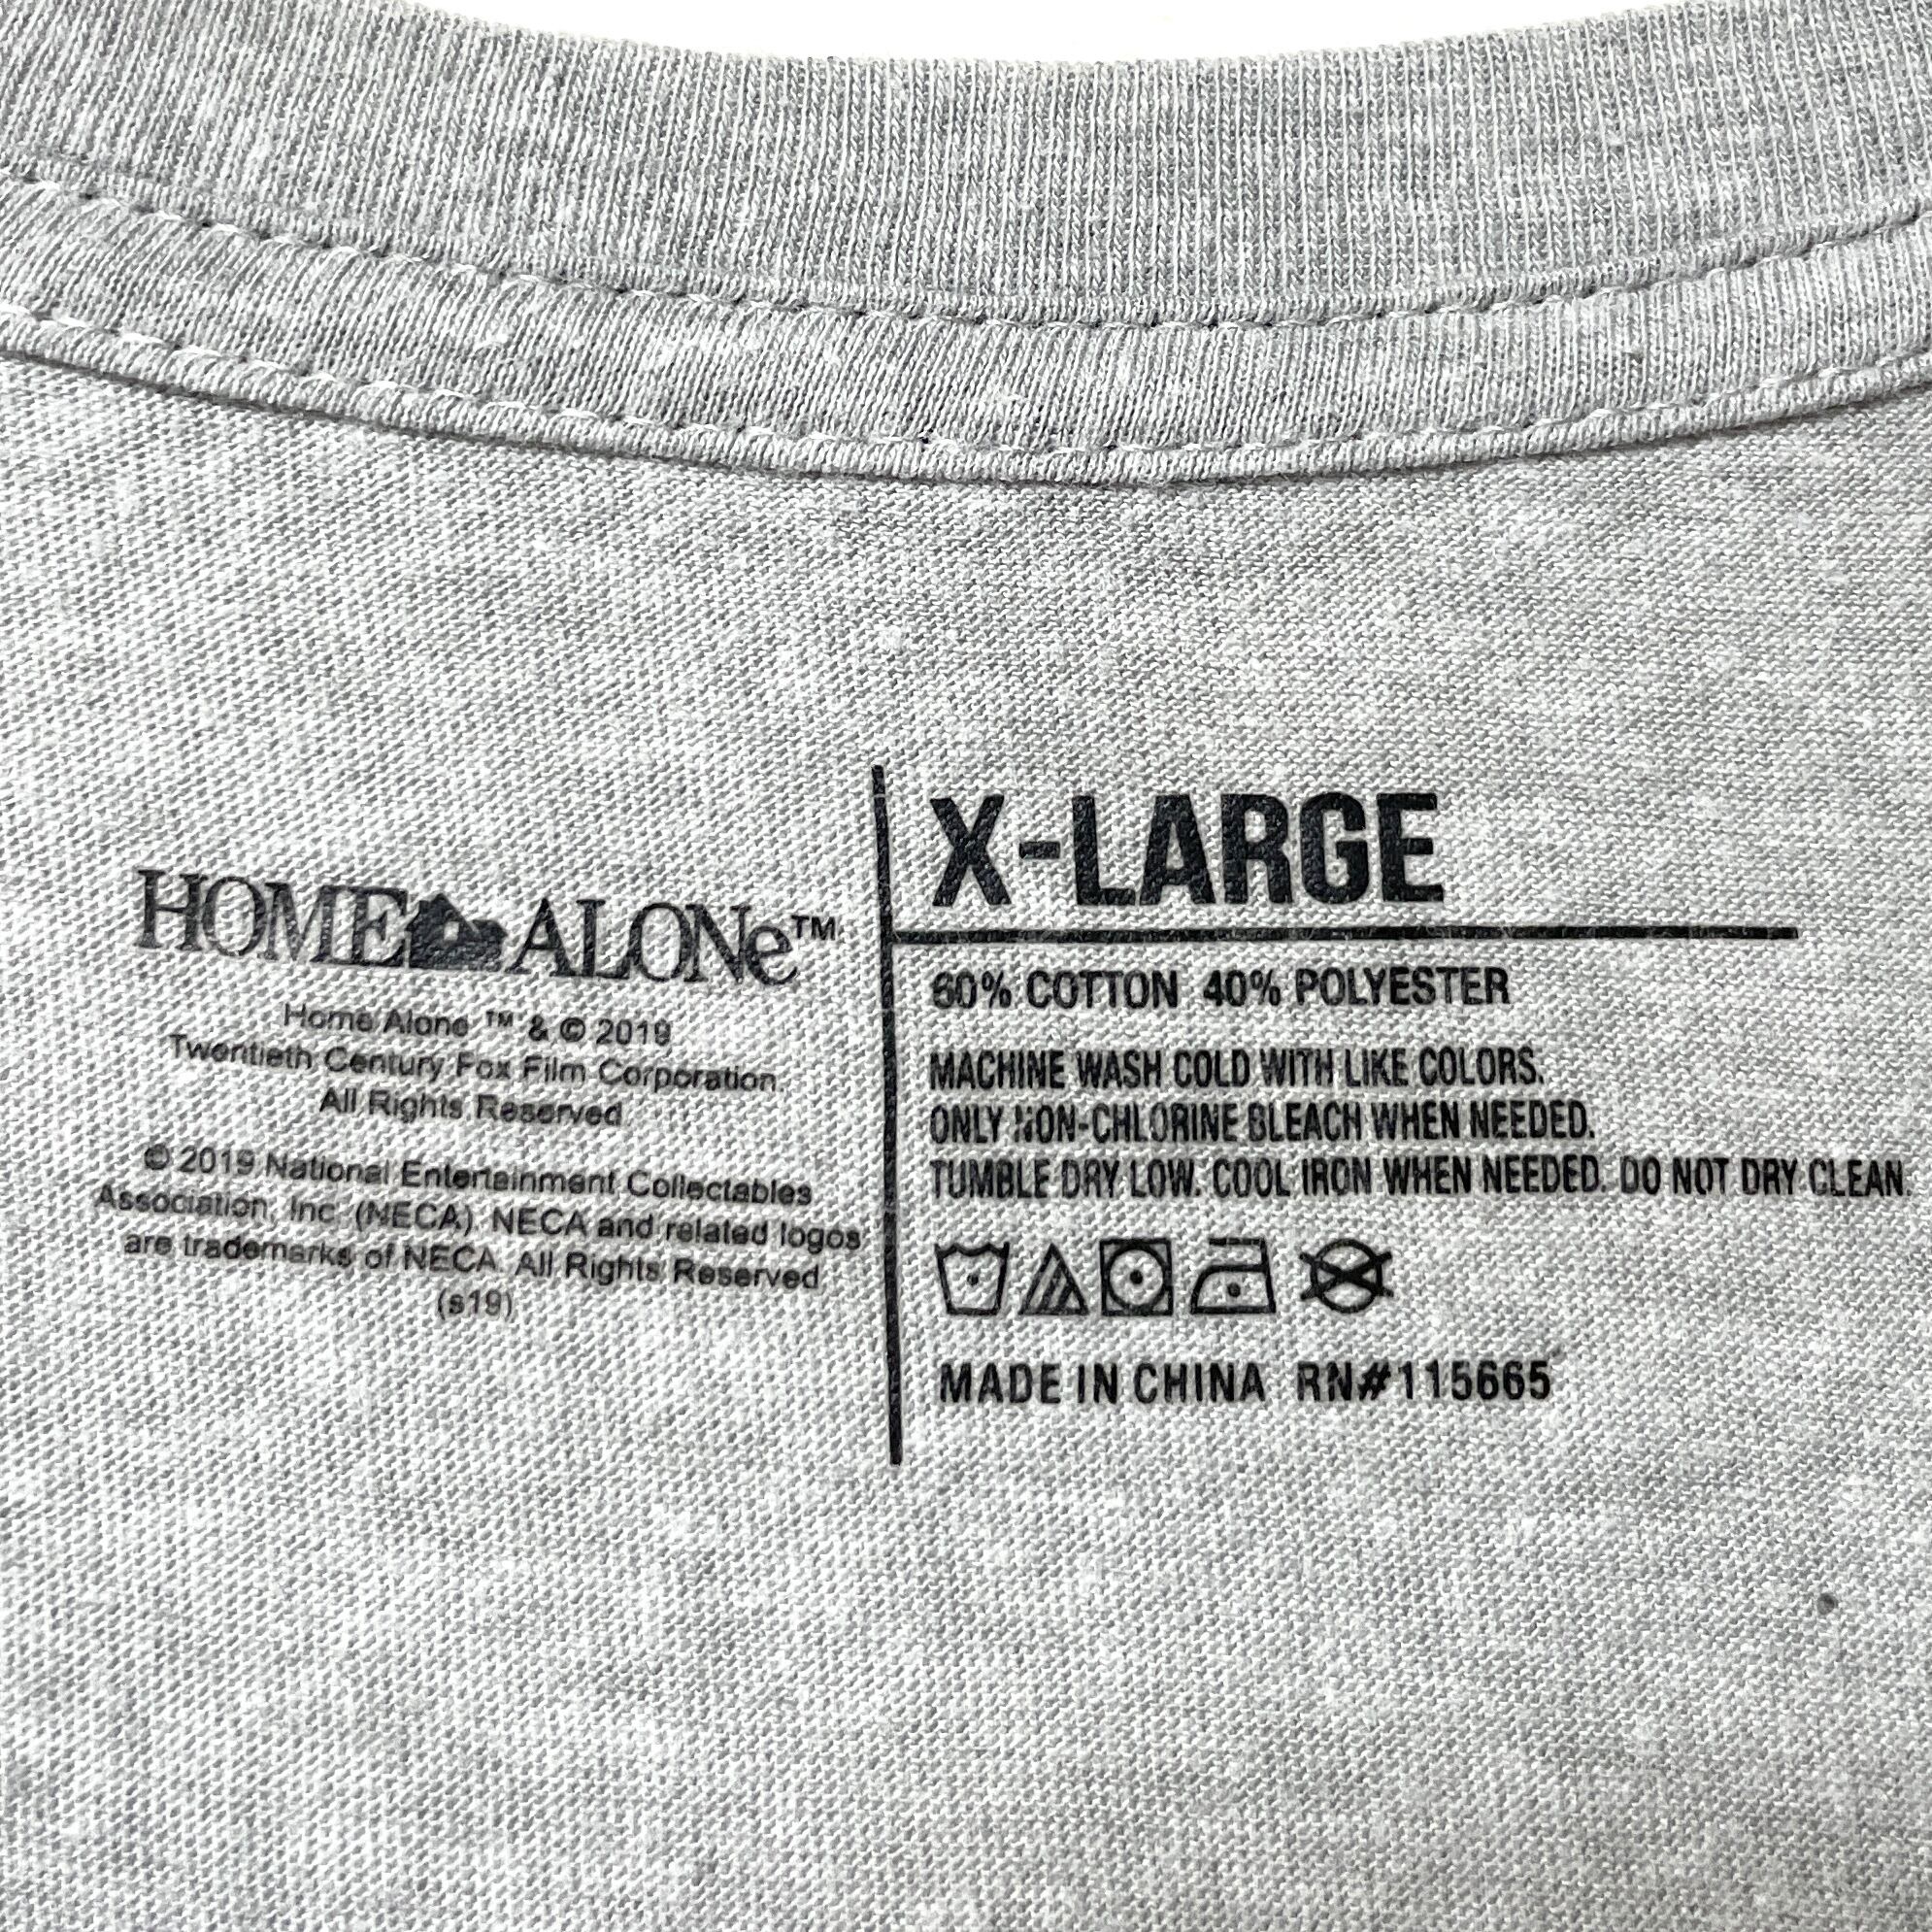 HOME ALONe™
Home Alone ™ & © 2019
Twentieth Century Fox Film Corporation.
All Rights Reserved
© 2019 National Entertainment Collectables
Association, Inc. (NECA). NECA and related logos
are trademarks of NECA. All Rights Reserved
(s19)
X-LARGE
60% COTTON 40% POLYESTER
MACHINE WASH COLD WITH LIKE COLORS.
ONLY NON-CHLORINE BLEACH WHEN NEEDED.
TUMBLE DRY LOW. COOL IRON WHEN NEEDED. DO NOT DRY CLEAN.
MADE IN CHINA RN#115665